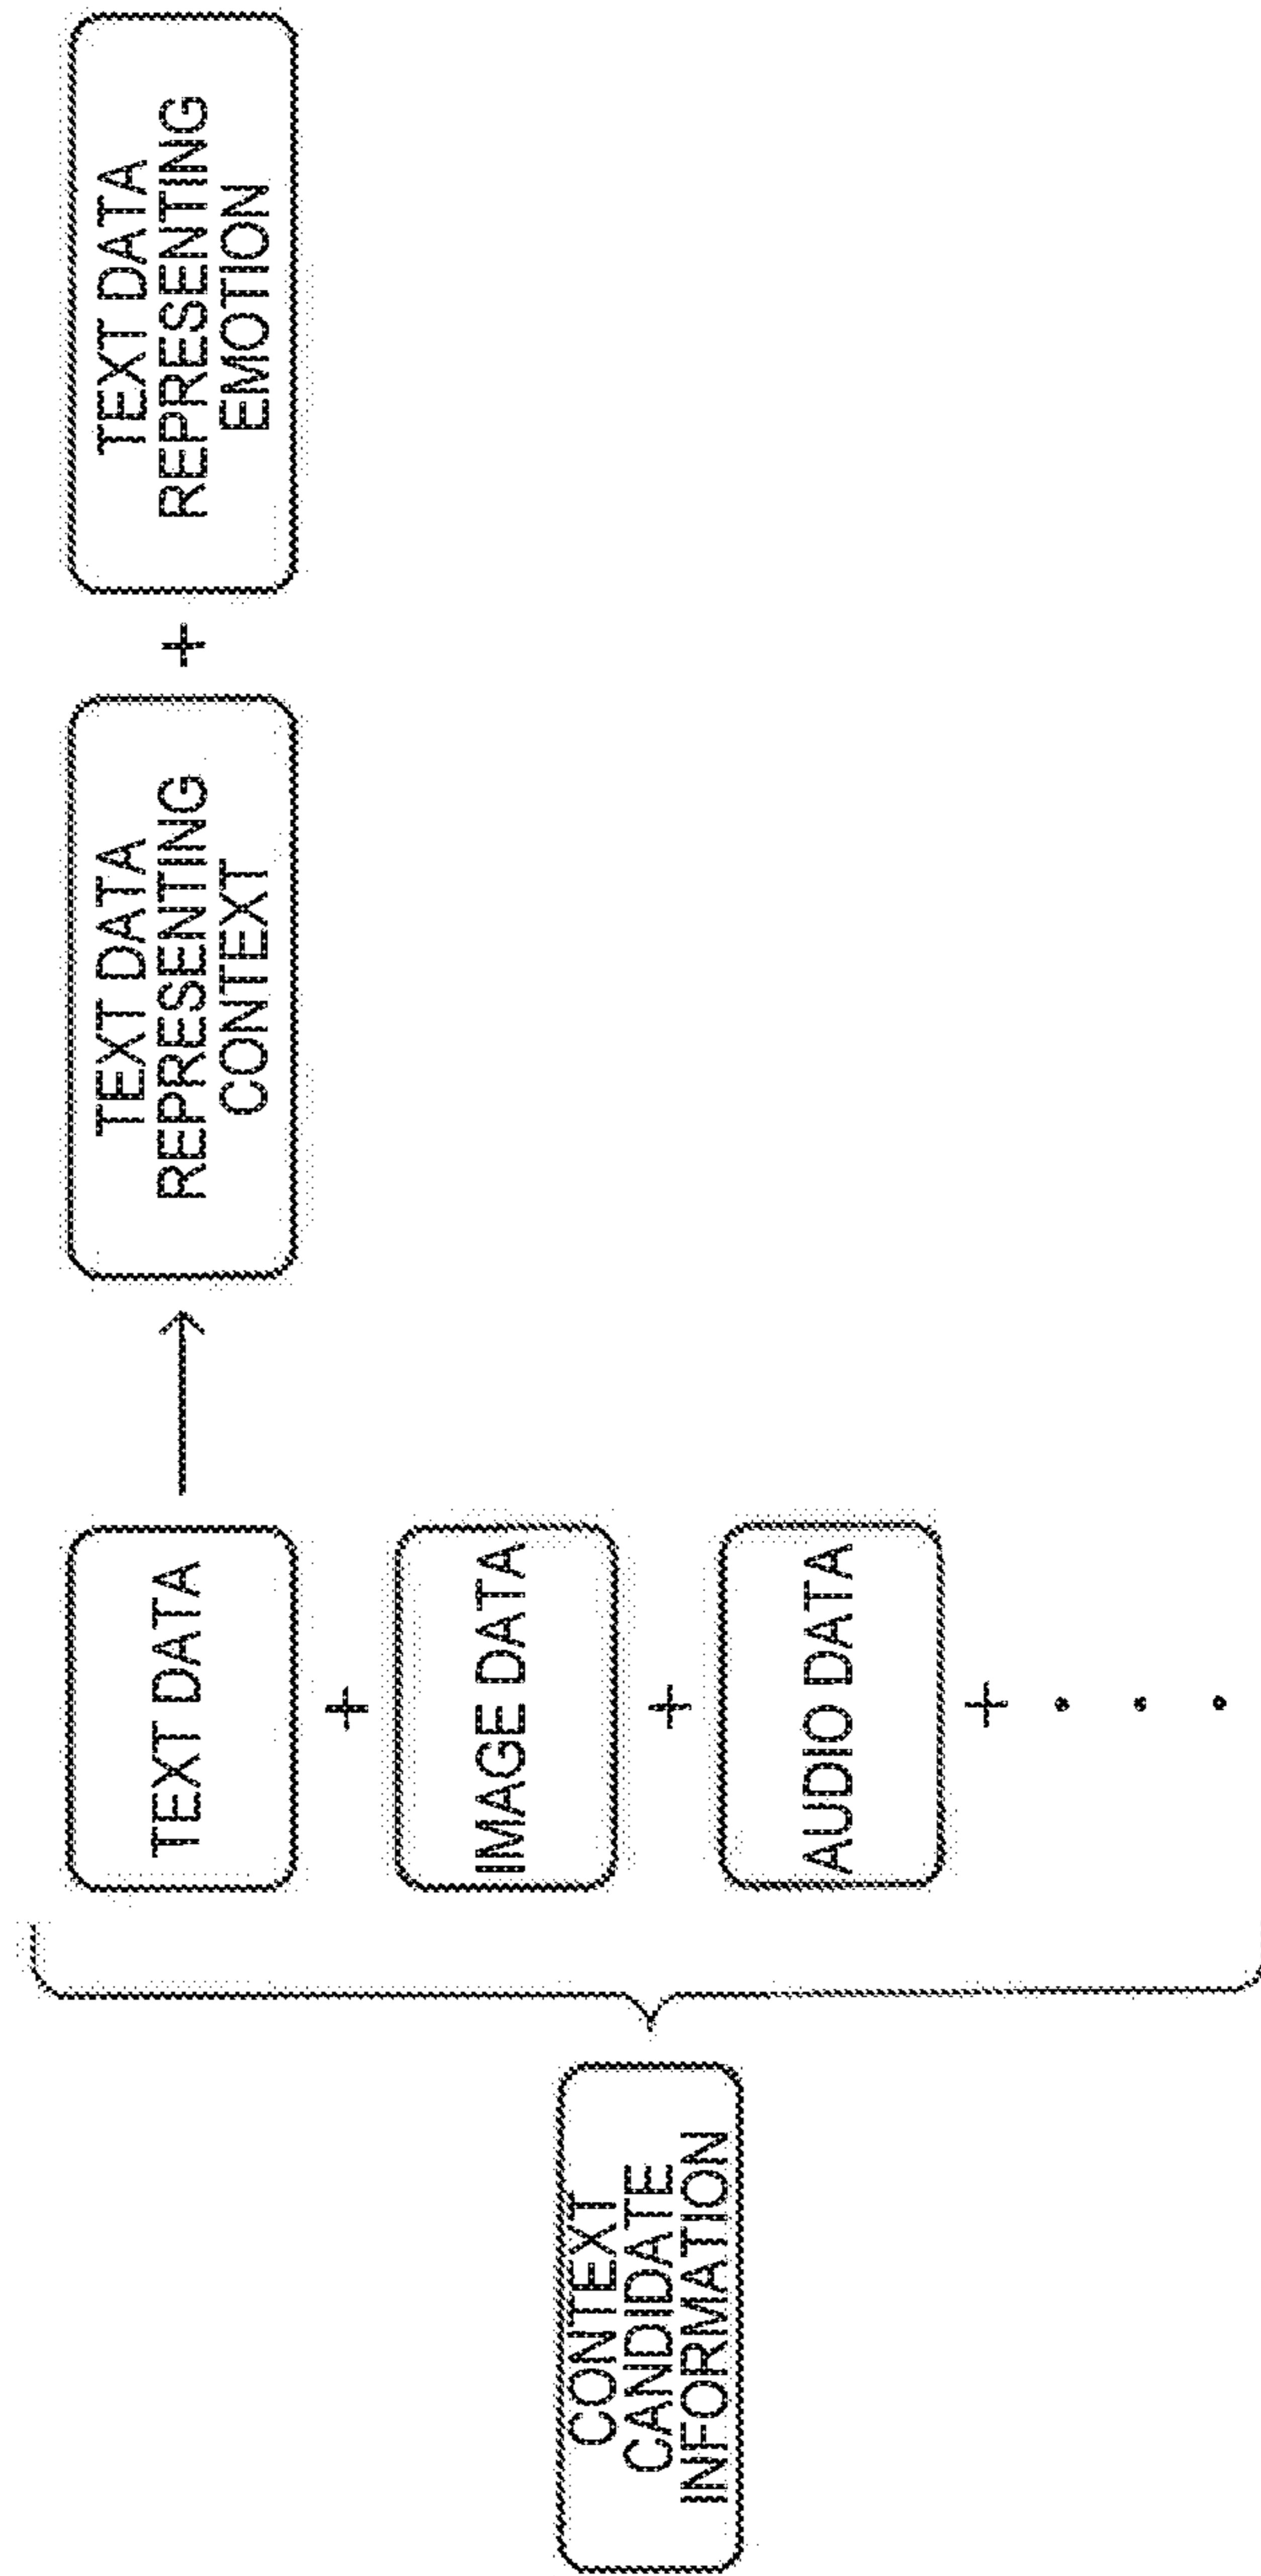 CONTEXT
CANDIDATE
INFORMATION
TEXT DATA
+
IMAGE DATA
+
AUDIO DATA
+
TEXT DATA
REPRESENTING
CONTEXT
+
TEXT DATA
REPRESENTING
EMOTION